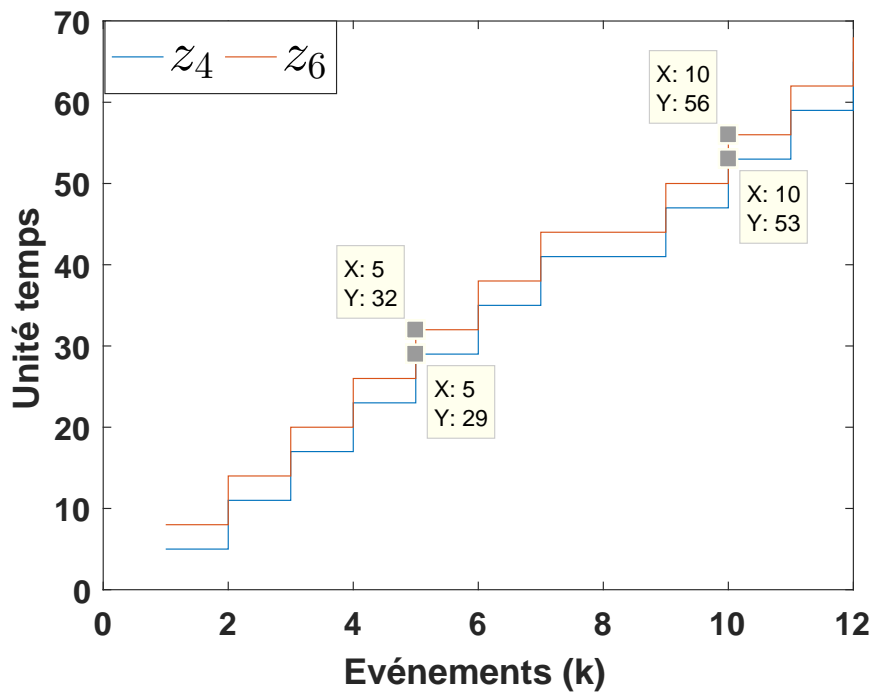 70
60
50
40
30
20
10
0
Unité temps
z4 z6
X: 10
Y: 56
X: 10
Y: 53
X: 5
Y: 32
X: 5
Y: 29
0 2 4 6 8 10 12
Evénements (k)